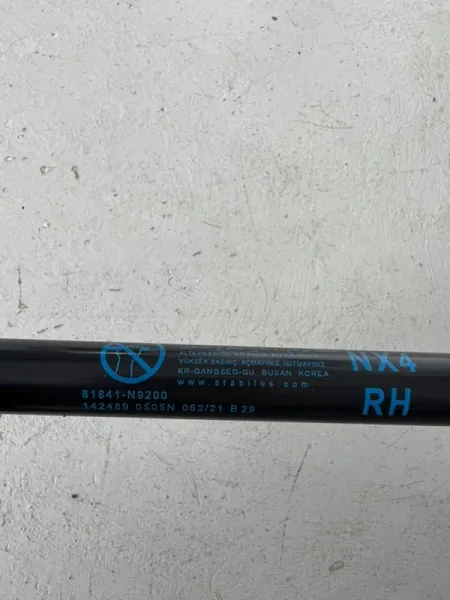 YÜKSEK BASINÇ, AÇMAYINIZ, ISITMAYINIZ,
KR-GANGSEO-GU, BUSAN KOREA
www.stabilus.com
81841-N9200
142469 0505N 062/21 B 29
NX4
RH